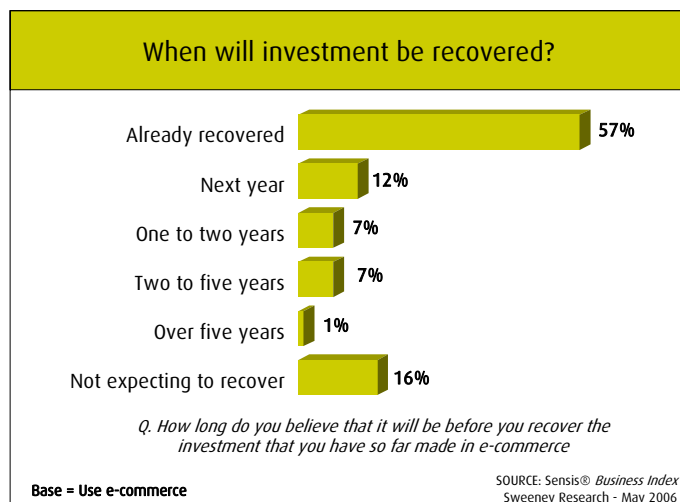 When will investment be recovered?
Already recovered 57%
Next year 12%
One to two years 7%
Two to five years 7%
Over five years 1%
Not expecting to recover 16%
Q. How long do you believe that it will be before you recover the
investment that you have so far made in e-commerce
Base = Use e-commerce
SOURCE: Sensis® Business Index
Sweeney Research - May 2006